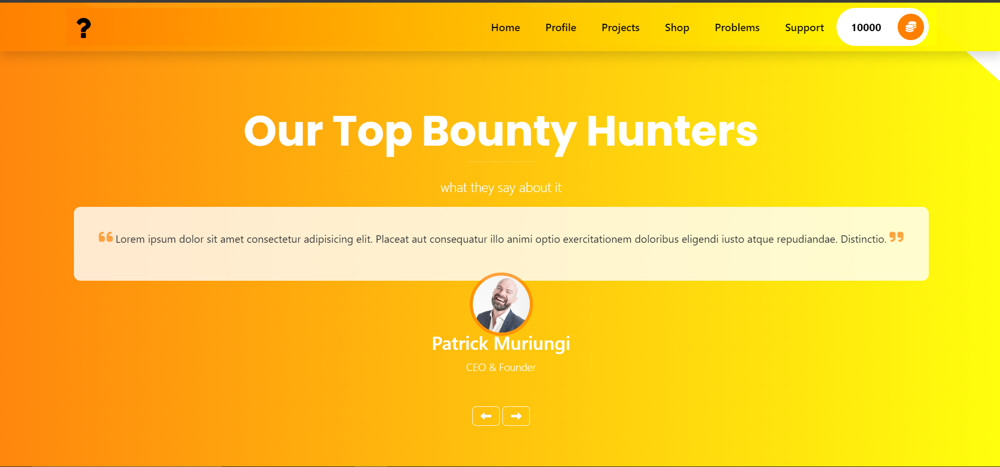 ?
Home Profile Projects Shop Problems Support 10000
Our Top Bounty Hunters
what they say about it
“ Lorem ipsum dolor sit amet consectetur adipisicing elit. Placeat aut consequatur illo animi optio exercitationem doloribus eligendi iusto atque repudiandae. Distinctio. ”
Patrick Muriungi
CEO & Founder